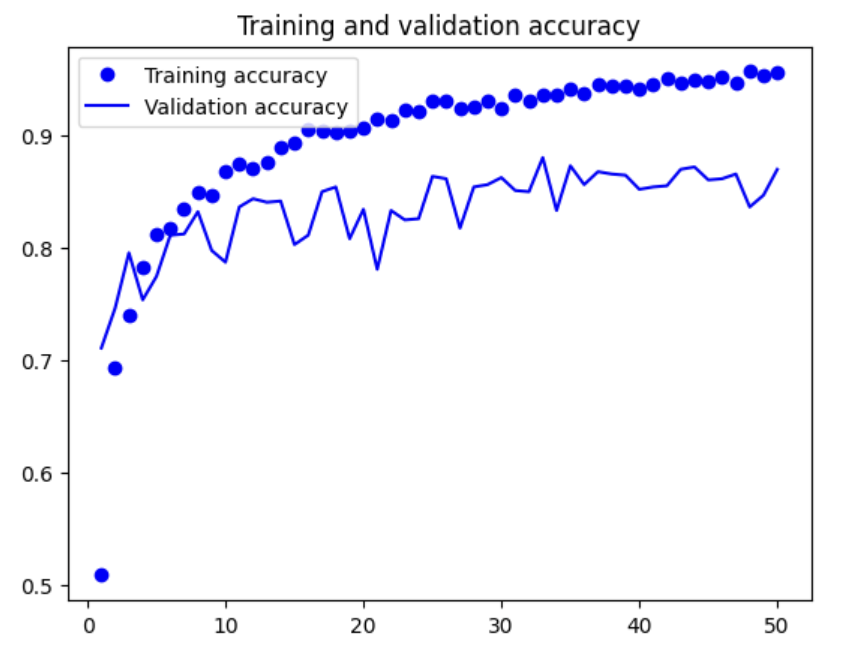 Training and validation accuracy
Training accuracy
Validation accuracy
0.9
0.8
0.7
0.6
0.5
0 10 20 30 40 50